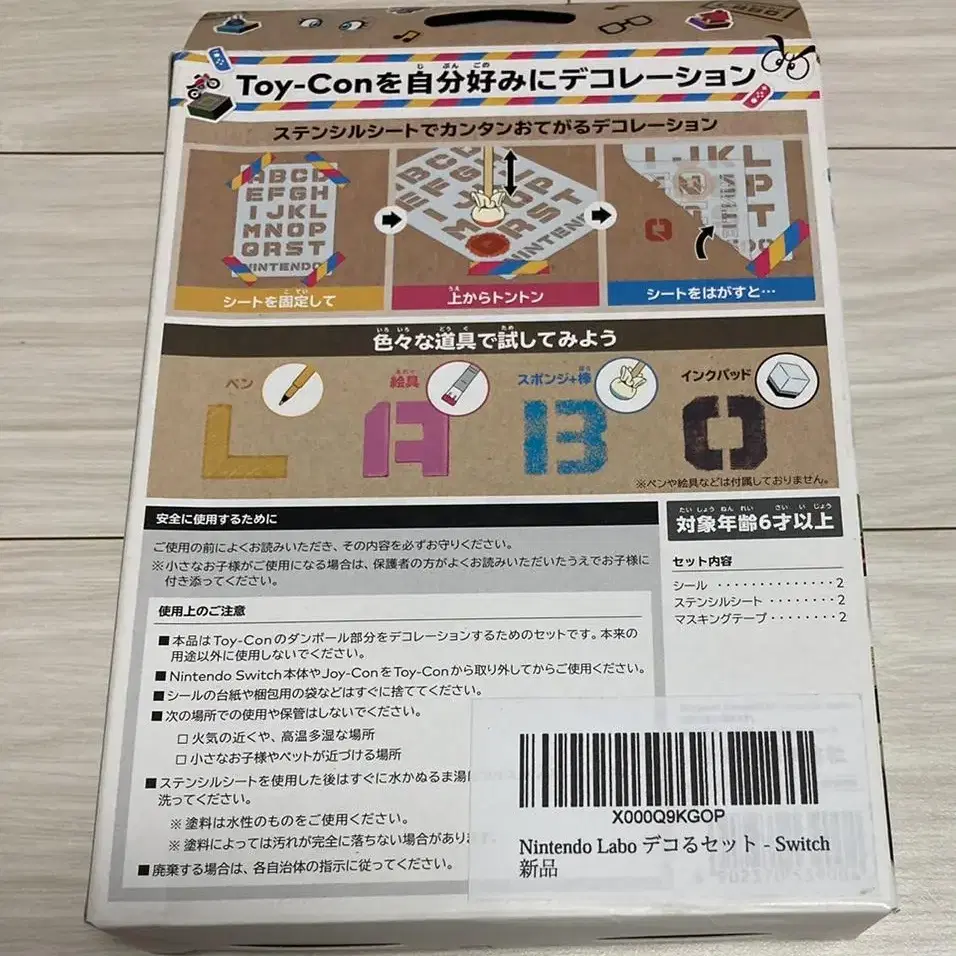 Toy-Conを自分好みにデコレーション
ステンシルシートでカンタンおてがるデコレーション
ABCD
EFGH
IJKL
MNOP
QRST
NINTENDO
シートを固定して
上からトントン
シートをはがすと…
色々な道具で試してみよう
ペン
絵具
スポンジ+棒
インクパッド
L A B O
※ペンや絵具などは付属しておりません。
安全に使用するために
ご使用の前によくお読みいただき、その内容を必ずお守りください。
※小さなお子様がご使用になる場合は、保護者の方がよくお読みいただいたうえでお子様に
付き添ってください。
使用上のご注意
■本品はToy-Conのダンボール部分をデコレーションするためのセットです。本来の
用途以外に使用しないでください。
■Nintendo Switch本体やJoy-ConをToy-Conから取り外してからご使用ください。
■シールの台紙や梱包用の袋などはすぐに捨ててください。
■次の場所での使用や保管はしないでください。
□火気の近くや、高温多湿な場所
□小さなお子様やペットが近づける場所
■ステンシルシートを使用した後はすぐに水かぬるま湯
洗ってください。
※塗料は水性のものをご使用ください。
※塗料によっては汚れが完全に落ちない場合があり
■廃棄する場合は、各自治体の指示に従ってください。
対象年齢6才以上
セット内容
シール ・・・・・・・・・・・・・・2
ステンシルシート ・・・・・・・・2
マスキングテープ ・・・・・・・・2
X000Q9KGOP
Nintendo Labo デコるセット - Switch
新品